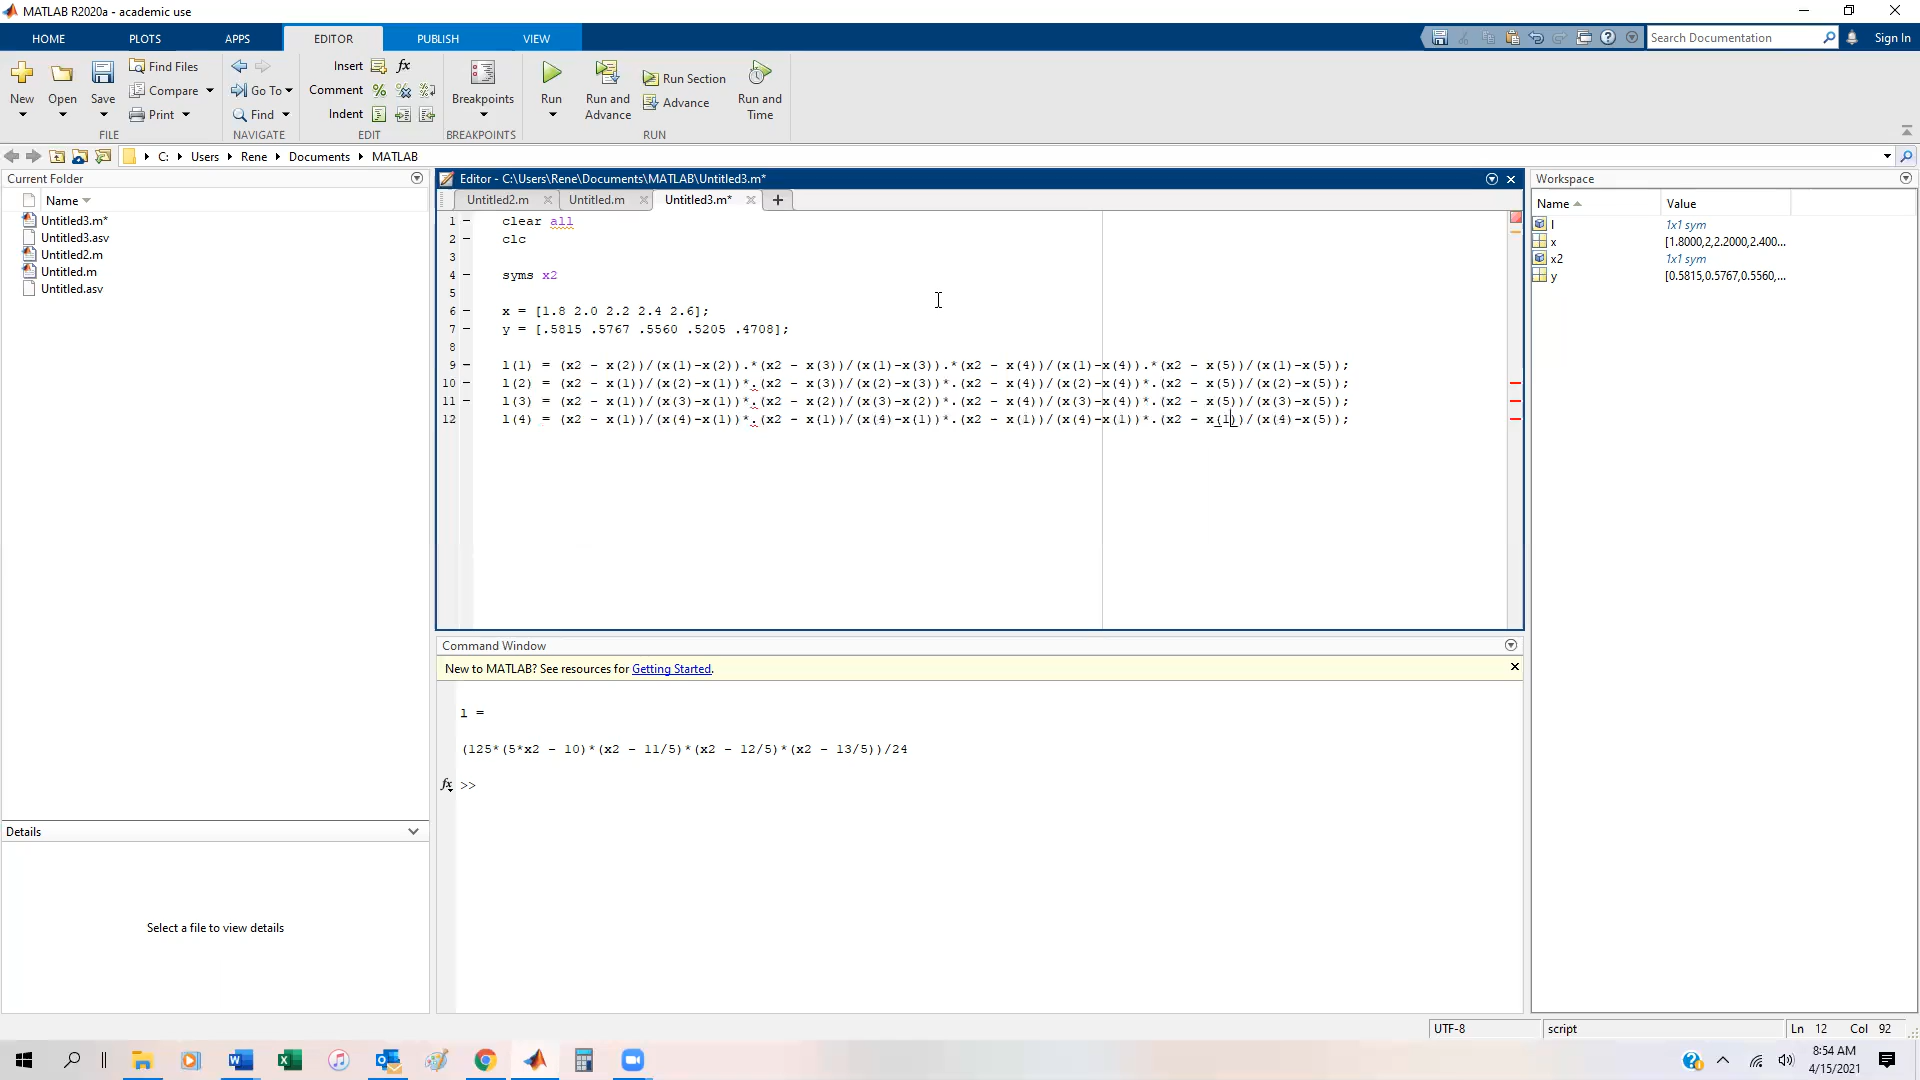 MATLAB R2020a - academic use
HOME PLOTS APPS EDITOR PUBLISH VIEW
Search Documentation
Sign In
New
Open
Save
Find Files
Compare
Print
FILE
Go To
Find
NAVIGATE
Insert fx
Comment
Indent
EDIT
Breakpoints
BREAKPOINTS
Run
Run and Advance
Run Section
Advance
Run and Time
RUN
C: Users Rene Documents MATLAB
Current Folder
Name
Untitled3.m*
Untitled3.asv
Untitled2.m
Untitled.m
Untitled.asv
Details
Select a file to view details
Editor - C:\Users\Rene\Documents\MATLAB\Untitled3.m*
Untitled2.m Untitled.m Untitled3.m*
1 clear all
2 clc
3
4 syms x2
5
6 x = [1.8 2.0 2.2 2.4 2.6];
7 y = [.5815 .5767 .5560 .5205 .4708];
8
9 l(1) = (x2 - x(2))/(x(1)-x(2)).*(x2 - x(3))/(x(1)-x(3)).*(x2 - x(4))/(x(1)-x(4)).*(x2 - x(5))/(x(1)-x(5));
10 l(2) = (x2 - x(1))/(x(2)-x(1))*.(x2 - x(3))/(x(2)-x(3))*.(x2 - x(4))/(x(2)-x(4))*.(x2 - x(5))/(x(2)-x(5));
11 l(3) = (x2 - x(1))/(x(3)-x(1))*.(x2 - x(2))/(x(3)-x(2))*.(x2 - x(4))/(x(3)-x(4))*.(x2 - x(5))/(x(3)-x(5));
12 l(4) = (x2 - x(1))/(x(4)-x(1))*.(x2 - x(1))/(x(4)-x(1))*.(x2 - x(1))/(x(4)-x(1))*.(x2 - x(1))/(x(4)-x(5));
Command Window
New to MATLAB? See resources for Getting Started.
l =
(125*(5*x2 - 10)*(x2 - 11/5)*(x2 - 12/5)*(x2 - 13/5))/24
fx >>
Workspace
Name Value
l 1x1 sym
x [1.8000,2,2.2000,2.400...
x2 1x1 sym
y [0.5815,0.5767,0.5560,...
UTF-8 script Ln 12 Col 92
8:54 AM
4/15/2021